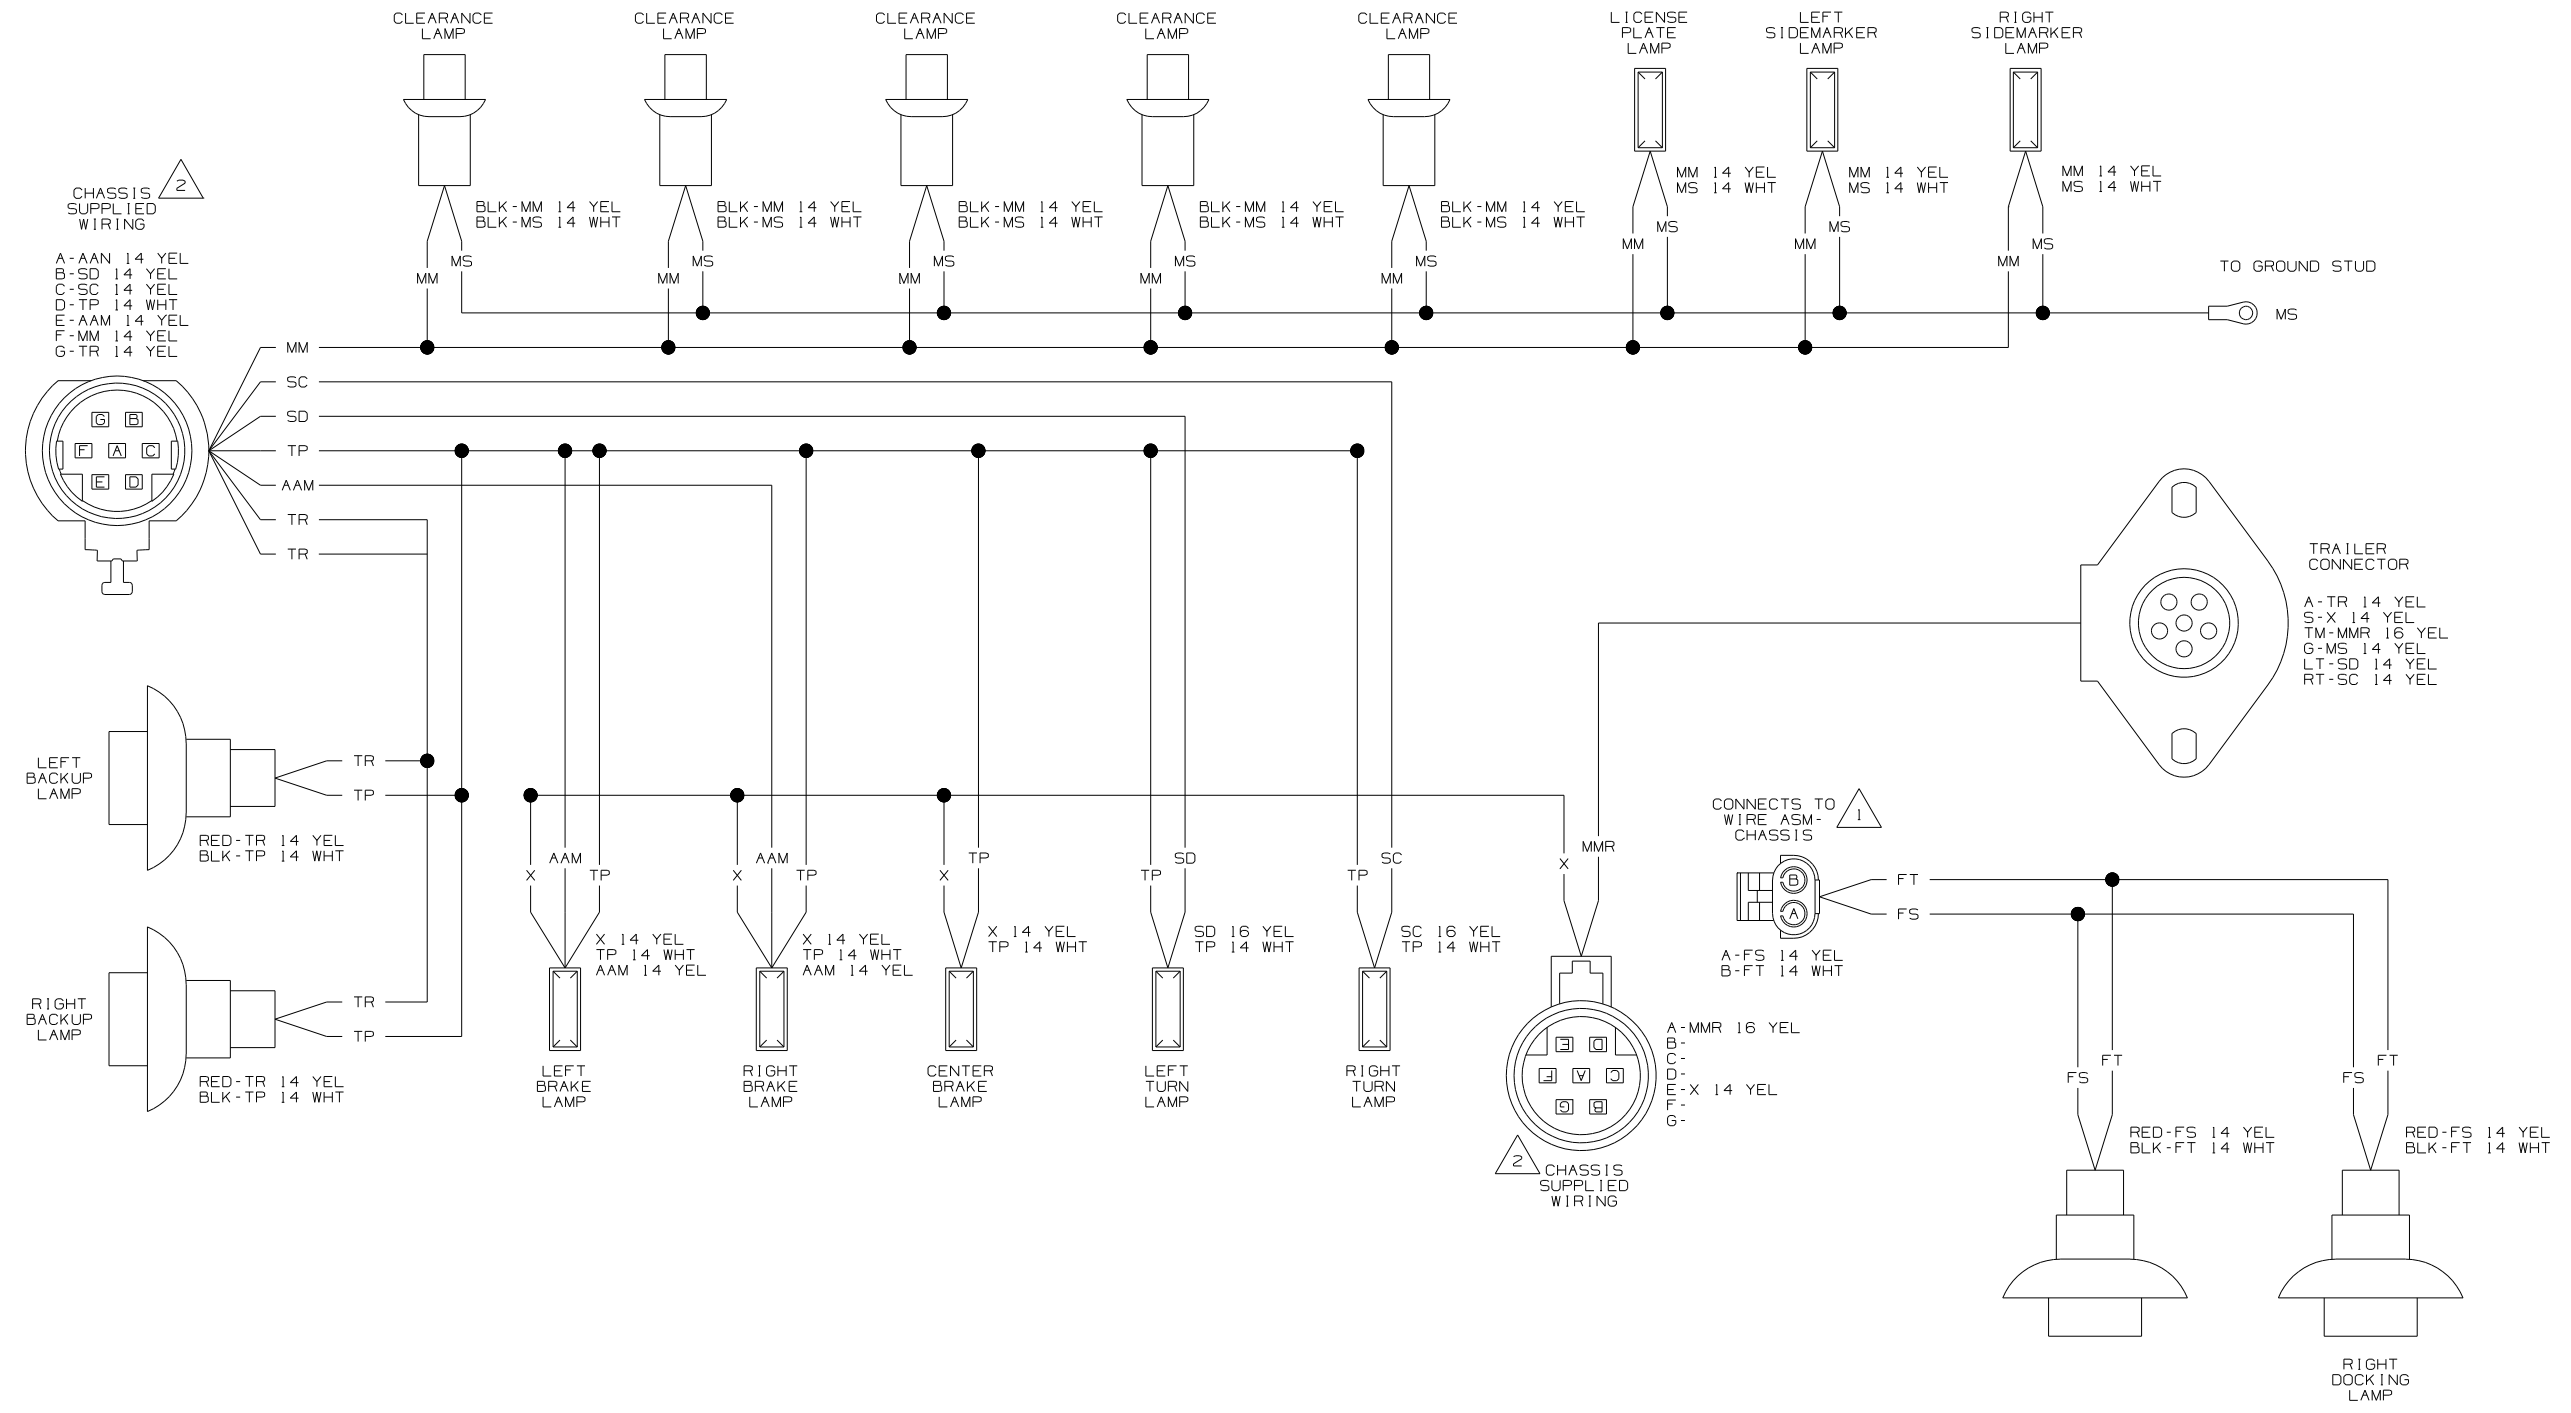 CLEARANCE
LAMP
CLEARANCE
LAMP
CLEARANCE
LAMP
CLEARANCE
LAMP
CLEARANCE
LAMP
LICENSE
PLATE
LAMP
LEFT
SIDEMARKER
LAMP
RIGHT
SIDEMARKER
LAMP
BLK-MM 14 YEL
BLK-MS 14 WHT
BLK-MM 14 YEL
BLK-MS 14 WHT
BLK-MM 14 YEL
BLK-MS 14 WHT
BLK-MM 14 YEL
BLK-MS 14 WHT
BLK-MM 14 YEL
BLK-MS 14 WHT
MM 14 YEL
MS 14 WHT
MM 14 YEL
MS 14 WHT
MM 14 YEL
MS 14 WHT
MM
MS
MM
MS
MM
MS
MM
MS
MM
MS
MM
MS
MM
MS
MM
MS
TO GROUND STUD
MS
2
CHASSIS
SUPPLIED
WIRING
A-AAN 14 YEL
B-SD 14 YEL
C-SC 14 YEL
D-TP 14 WHT
E-AAM 14 YEL
F-MM 14 YEL
G-TR 14 YEL
G B
F A C
E D
MM
SC
SD
TP
AAM
TR
TR
TRAILER
CONNECTOR
A-TR 14 YEL
S-X 14 YEL
TM-MMR 16 YEL
G-MS 14 YEL
LT-SD 14 YEL
RT-SC 14 YEL
LEFT
BACKUP
LAMP
TR
TP
RED-TR 14 YEL
BLK-TP 14 WHT
RIGHT
BACKUP
LAMP
TR
TP
RED-TR 14 YEL
BLK-TP 14 WHT
X
AAM
TP
X 14 YEL
TP 14 WHT
AAM 14 YEL
LEFT
BRAKE
LAMP
X
AAM
TP
X 14 YEL
TP 14 WHT
AAM 14 YEL
RIGHT
BRAKE
LAMP
X
TP
X 14 YEL
TP 14 WHT
CENTER
BRAKE
LAMP
TP
SD
SD 16 YEL
TP 14 WHT
LEFT
TURN
LAMP
TP
SC
SC 16 YEL
TP 14 WHT
RIGHT
TURN
LAMP
X
MMR
E D
F A C
G B
A-MMR 16 YEL
B-
C-
D-
E-X 14 YEL
F-
G-
2
CHASSIS
SUPPLIED
WIRING
CONNECTS TO
WIRE ASM-
CHASSIS
1
B
A
A-FS 14 YEL
B-FT 14 WHT
FT
FS
FS
FT
RED-FS 14 YEL
BLK-FT 14 WHT
FS
FT
RED-FS 14 YEL
BLK-FT 14 WHT
RIGHT
DOCKING
LAMP